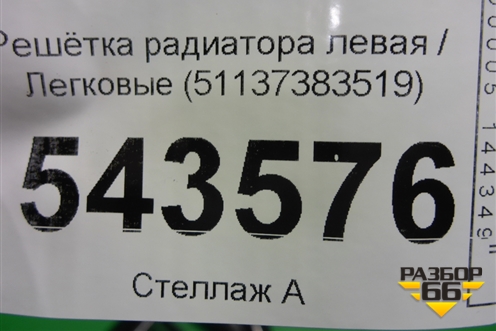 Решётка радиатора левая /
Легковые (51137383519)
543576
Стеллаж А
РАЗБОР
66